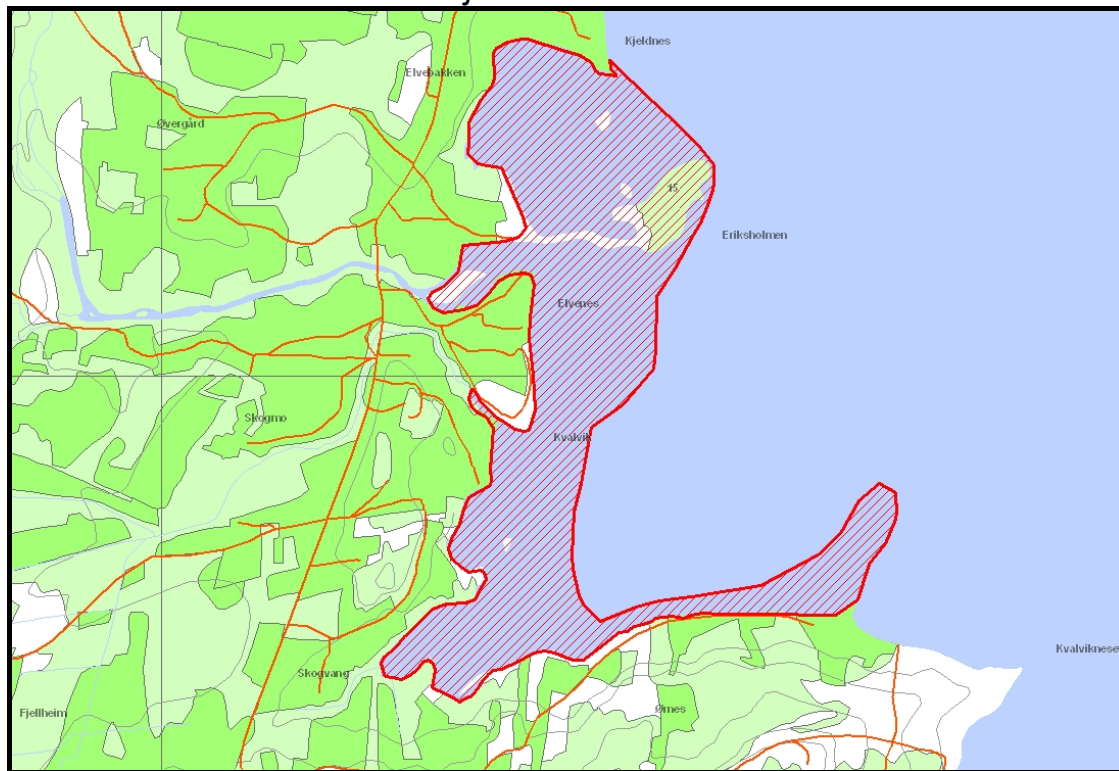 Kjeldnes
Elvebakken
Øvergård
15
Eriksholmen
Elvenes
Skogmo
Kvalvik
Kvalviknese
Skogvang
Fjellheim
Ørnes